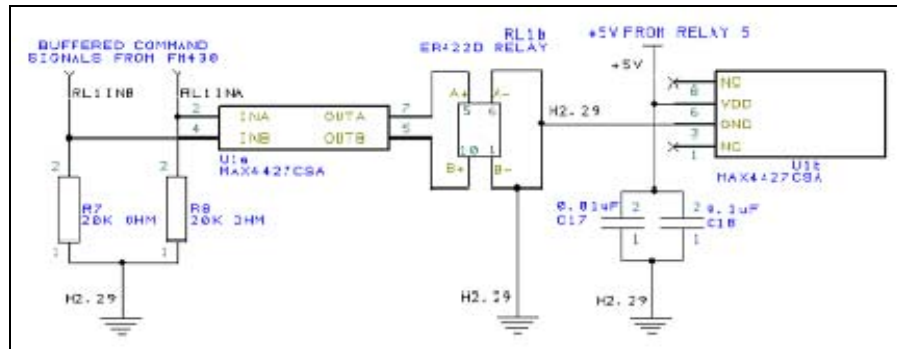 BUFFERED COMMAND
SIGNALS FROM FM430
RL1INB
RL1INA
2
4
INA
INB
OUTA
OUTB
7
5
U1a
MAX4427CSA
2
R7
20K OHM
1
2
R8
20K OHM
1
H2.29
RL1b
ER422D RELAY
A+
A-
5
6
10
1
B+
B-
H2.29
H2.29
+5V FROM RELAY 5
+5V
NC
VDD
GND
NC
8
6
3
1
U1b
MAX4427CSA
0.01uF
C17
2
1
0.1uF
C18
2
1
H2.29